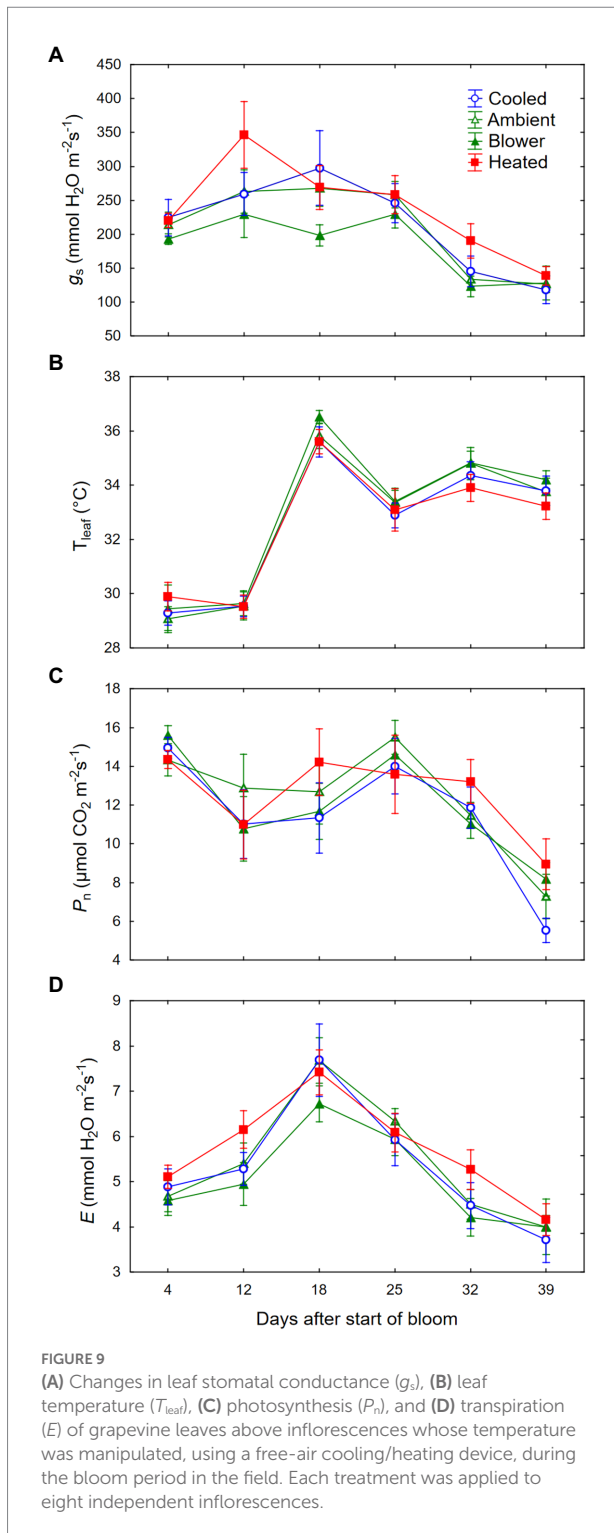 A
450
400
350
300
250
200
150
100
50
gs (mmol H2O m-2s-1)
Cooled
Ambient
Blower
Heated
B
38
36
34
32
30
28
Tleaf (°C)
C
18
16
14
12
10
8
6
4
Pn (µmol CO2 m-2s-1)
D
9
8
7
6
5
4
3
E (mmol H2O m-2s-1)
4 12 18 25 32 39
Days after start of bloom
FIGURE 9
(A) Changes in leaf stomatal conductance (gs), (B) leaf
temperature (Tleaf), (C) photosynthesis (Pn), and (D) transpiration
(E) of grapevine leaves above inflorescences whose temperature
was manipulated, using a free-air cooling/heating device, during
the bloom period in the field. Each treatment was applied to
eight independent inflorescences.